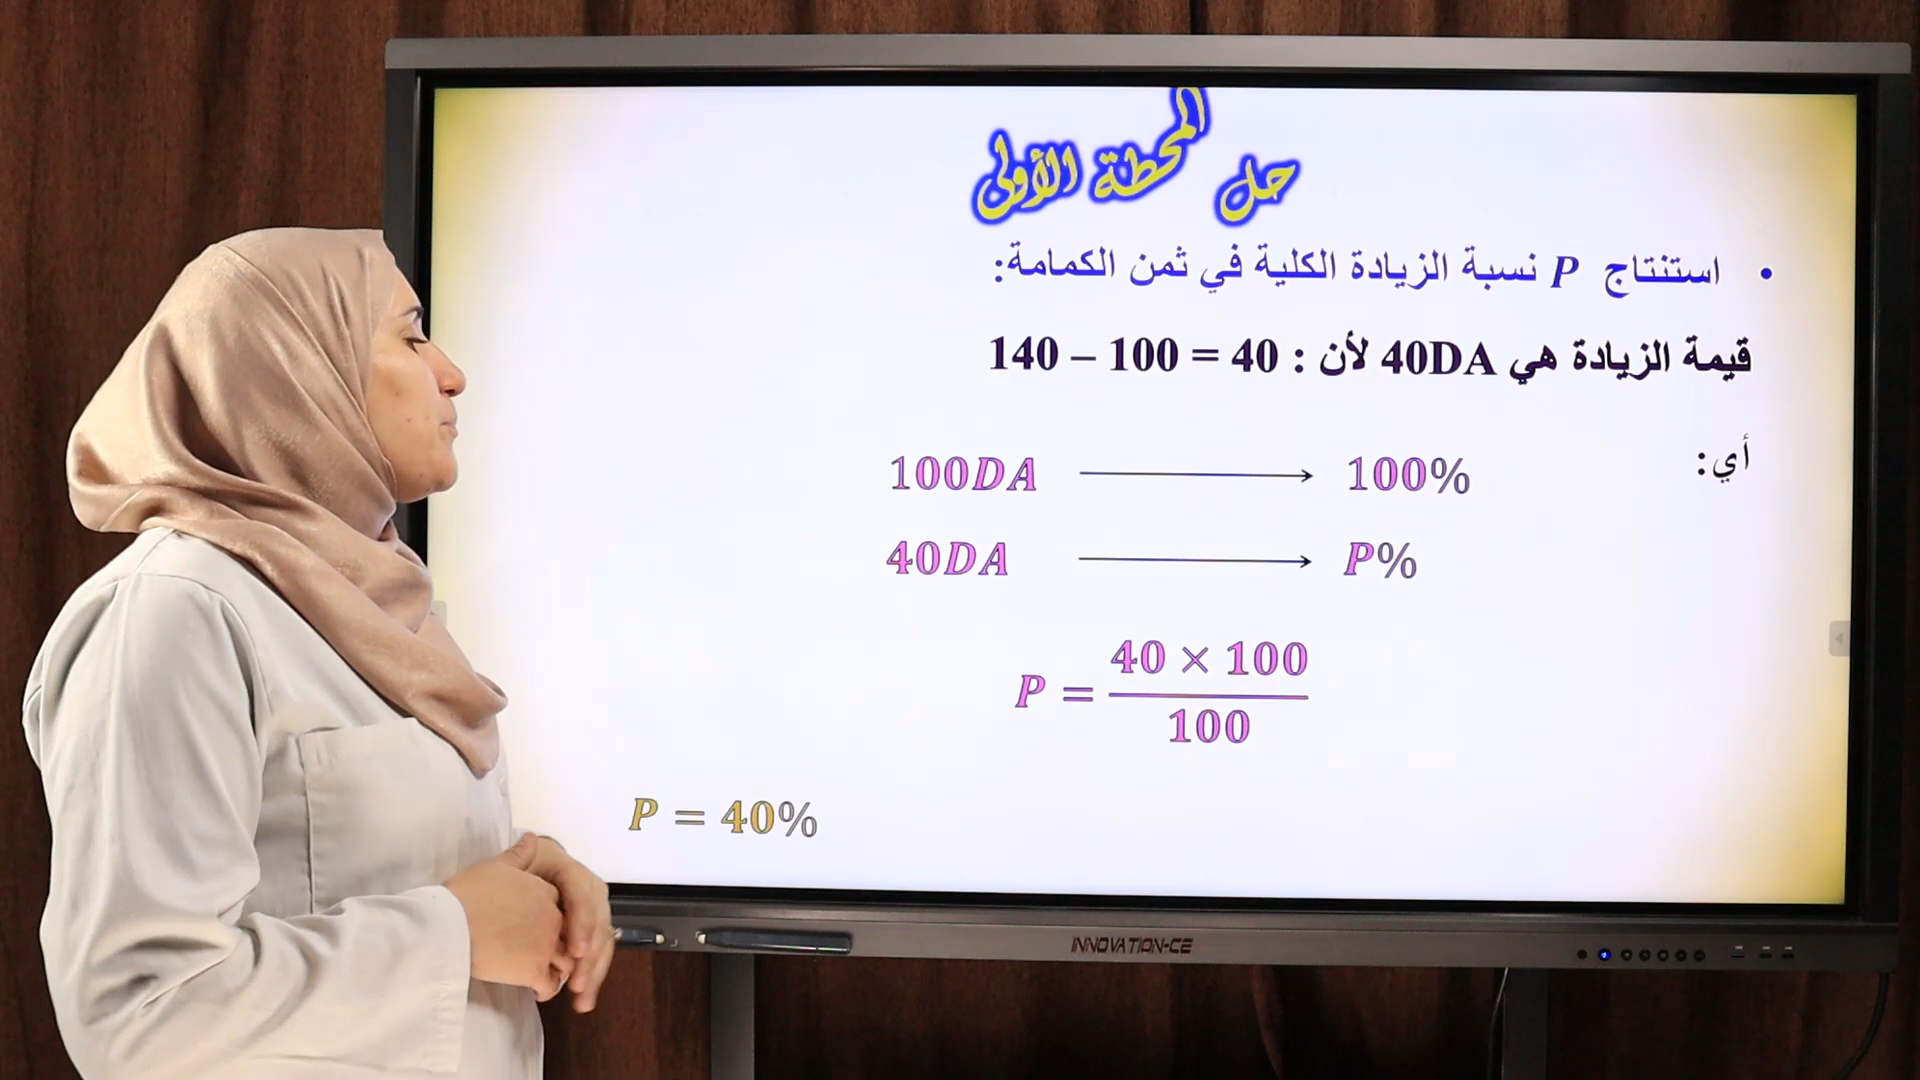 حل المحطة الأولى
• استنتاج P نسبة الزيادة الكلية في ثمن الكمامة:
قيمة الزيادة هي 40DA لأن : 140 – 100 = 40
أي:
100DA → 100%
40DA → P%
P = \frac{40 × 100}{100}
P = 40%
INNOVATION-CE